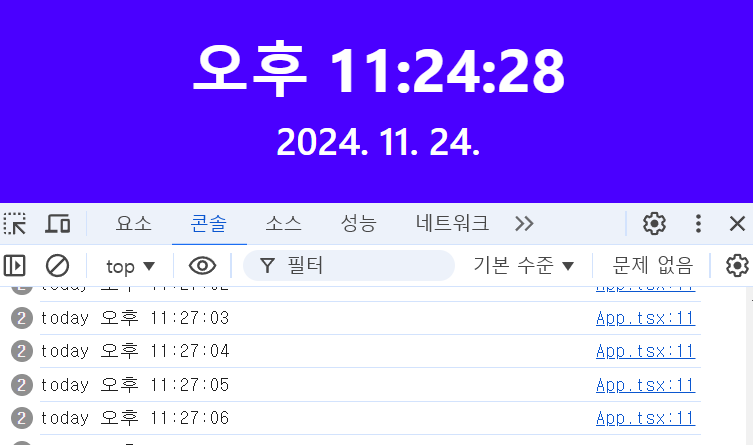 오후 11:24:28
2024. 11. 24.
요소 콘솔 소스 성능 네트워크
top 필터 기본 수준 문제 없음
2 today 오후 11:27:02 App.tsx:11
2 today 오후 11:27:03 App.tsx:11
2 today 오후 11:27:04 App.tsx:11
2 today 오후 11:27:05 App.tsx:11
2 today 오후 11:27:06 App.tsx:11